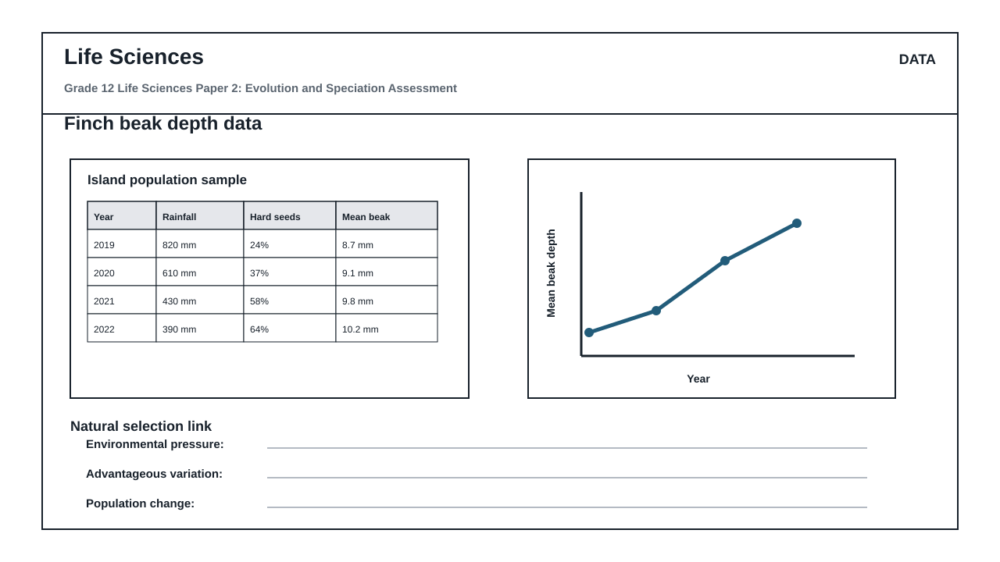 Life Sciences
DATA
Grade 12 Life Sciences Paper 2: Evolution and Speciation Assessment
Finch beak depth data
Island population sample
Year Rainfall Hard seeds Mean beak
2019 820 mm 24% 8.7 mm
2020 610 mm 37% 9.1 mm
2021 430 mm 58% 9.8 mm
2022 390 mm 64% 10.2 mm
Mean beak depth
Year
Natural selection link
Environmental pressure:
Advantageous variation:
Population change: